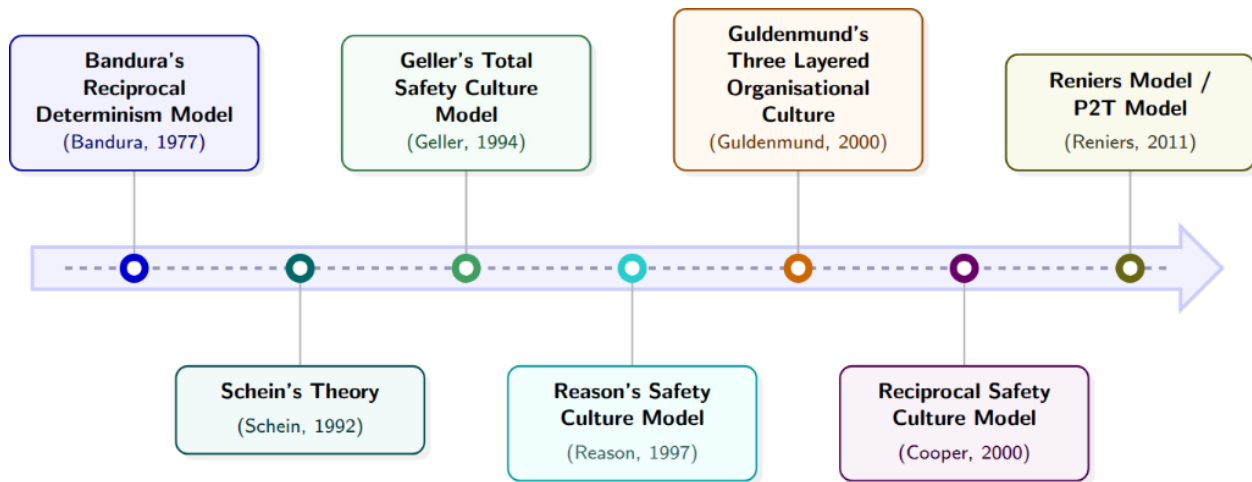 Bandura's
Reciprocal
Determinism Model
(Bandura, 1977)
Geller's Total
Safety Culture
Model
(Geller, 1994)
Guldenmund's
Three Layered
Organisational
Culture
(Guldenmund, 2000)
Reniers Model /
P2T Model
(Reniers, 2011)
Schein's Theory
(Schein, 1992)
Reason's Safety
Culture Model
(Reason, 1997)
Reciprocal Safety
Culture Model
(Cooper, 2000)